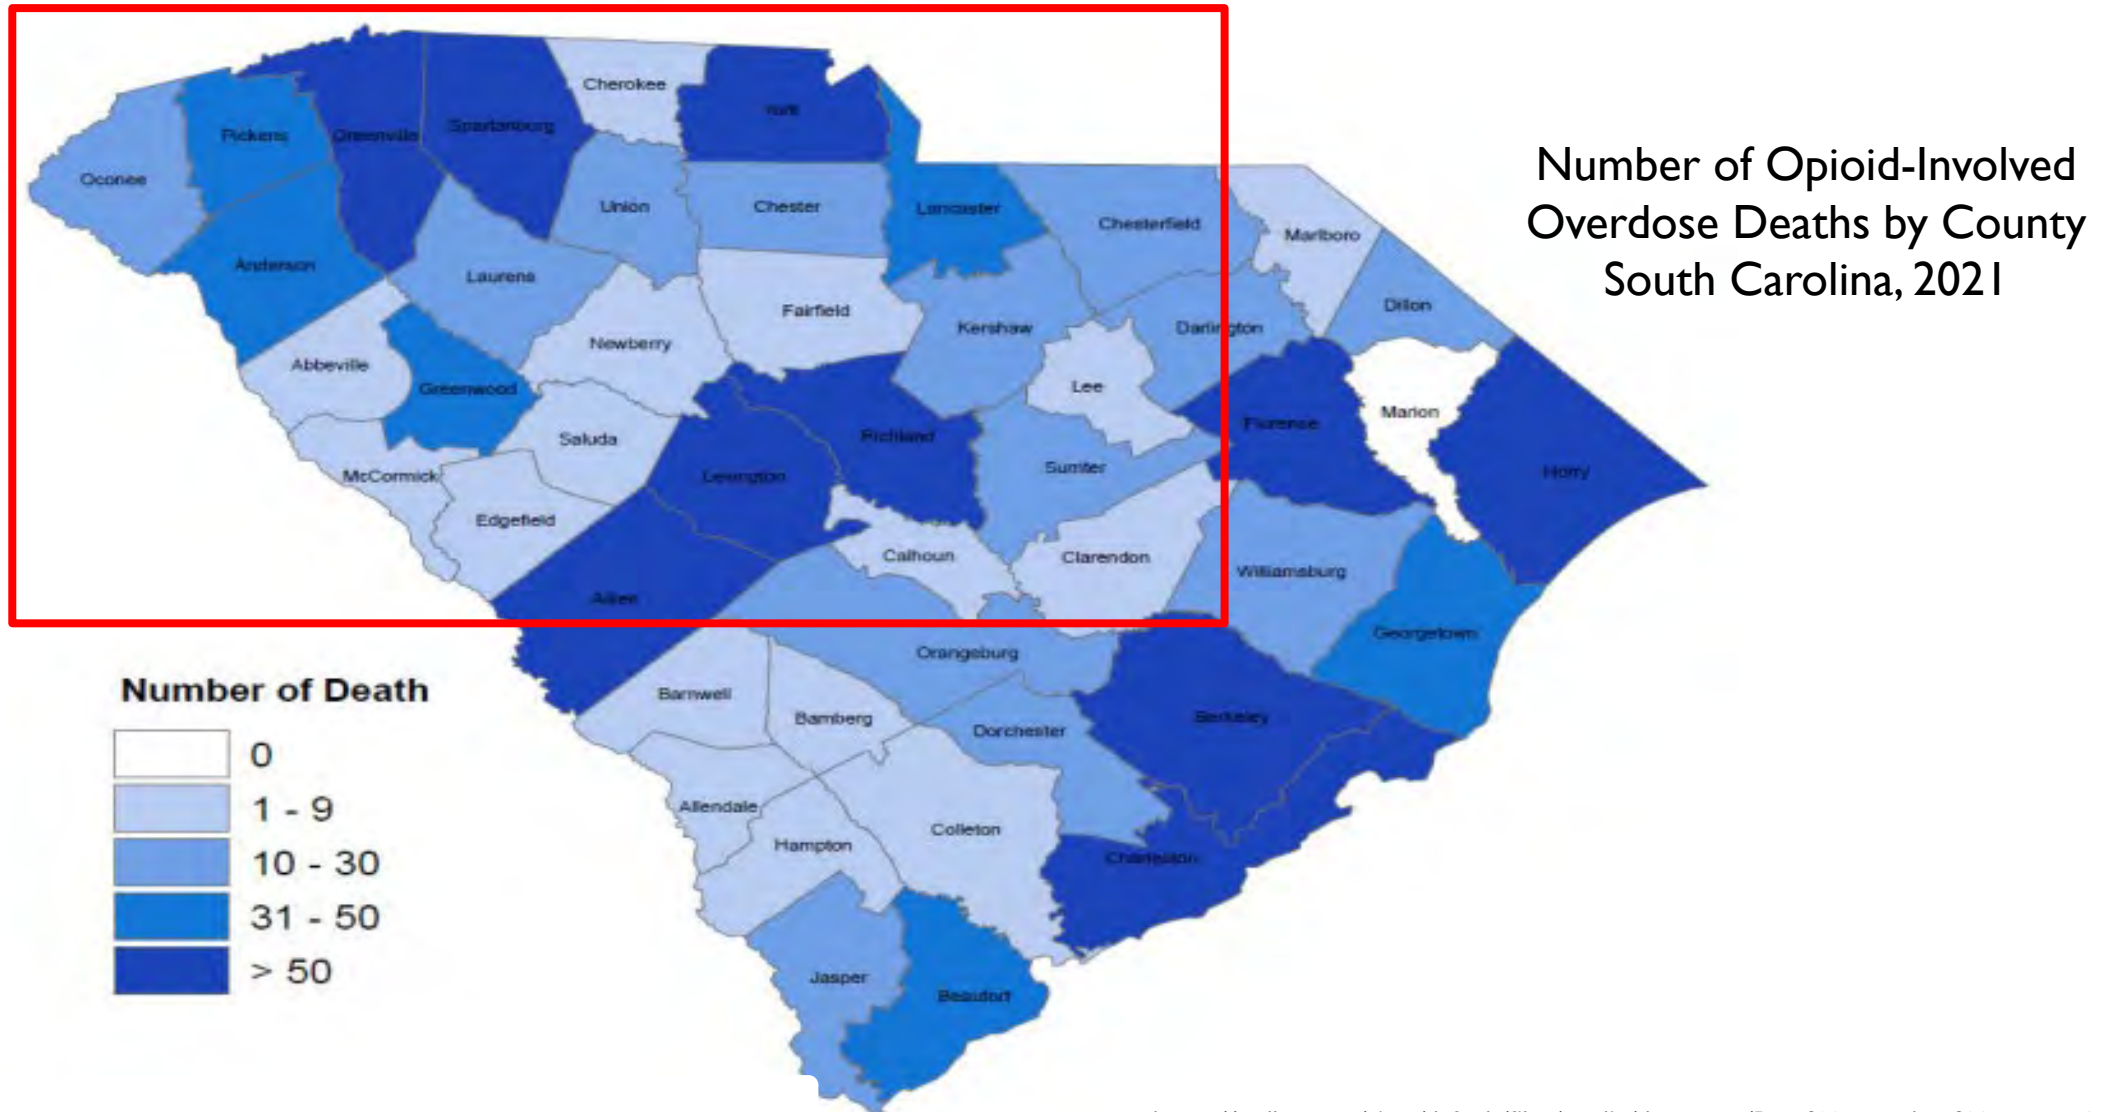 Number of Opioid-Involved
Overdose Deaths by County
South Carolina, 2021
Cherokee
York
Pickens
Greenville
Spartanburg
Oconee
Union
Chester
Lancaster
Chesterfield
Marlboro
Anderson
Laurens
Fairfield
Kershaw
Darlington
Dillon
Newberry
Abbeville
Greenwood
Lee
Marion
Florence
Saluda
Richland
Sumter
Horry
McCormick
Lexington
Edgefield
Calhoun
Clarendon
Williamsburg
Aiken
Georgetown
Orangeburg
Barnwell
Bamberg
Dorchester
Berkeley
Allendale
Hampton
Colleton
Charleston
Jasper
Beaufort
Number of Death
0
1 - 9
10 - 30
31 - 50
> 50